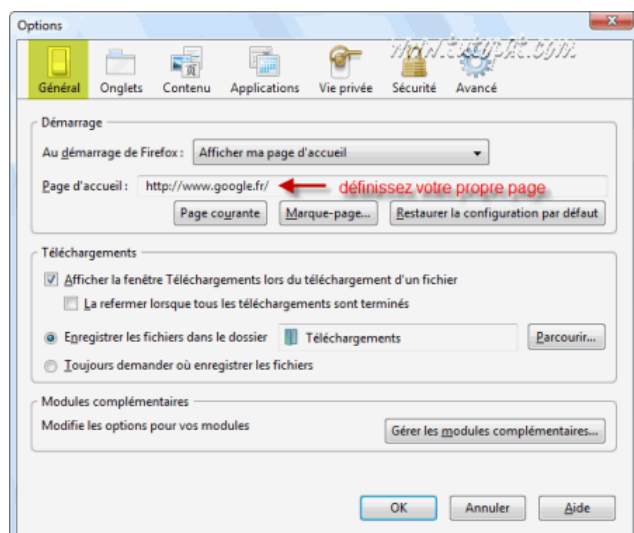 Options
www.tutopat.com
Général Onglets Contenu Applications Vie privée Sécurité Avancé
Démarrage
Au démarrage de Firefox : Afficher ma page d'accueil
Page d'accueil : http://www.google.fr/ définissez votre propre page
Page courante Marque-page... Restaurer la configuration par défaut
Téléchargements
Afficher la fenêtre Téléchargements lors du téléchargement d'un fichier
La refermer lorsque tous les téléchargements sont terminés
Enregistrer les fichiers dans le dossier Téléchargements Parcourir...
Toujours demander où enregistrer les fichiers
Modules complémentaires
Modifie les options pour vos modules Gérer les modules complémentaires...
OK Annuler Aide